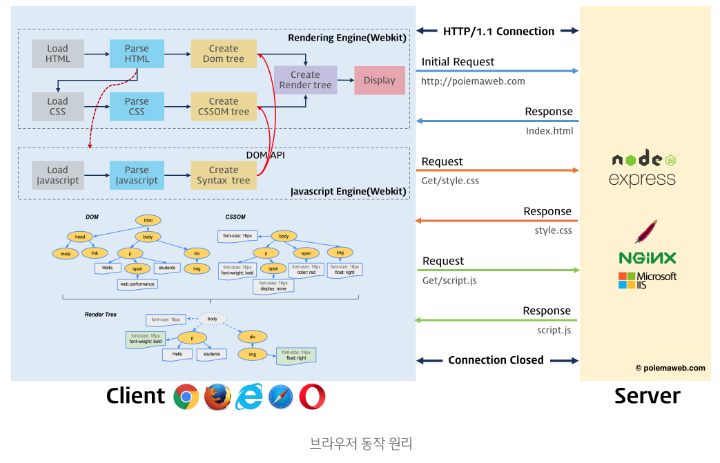 Rendering Engine(Webkit)
Load
HTML
Parse
HTML
Create
Dom tree
Create
Render tree
Display
Load
CSS
Parse
CSS
Create
CSSOM tree
DOM API
Load
Javascript
Parse
Javascript
Create
Syntax tree
Javascript Engine(Webkit)
DOM
html
head
body
meta
link
p
div
Hello,
span
students
img
web performance
CSSOM
font-size: 16px
body
p
span
img
font-size: 16px
font-weight: bold
font-size: 16px
color: red
font-size: 16px
float: right
span
font-size: 16px
display: none
Render Tree
font-size: 16px
body
font-size: 16px
font-weight: bold
p
div
Hello
students
img
font-size: 16px
float: right
HTTP/1.1 Connection
Initial Request
http://poiemaweb.com
Response
Index.html
Request
Get/style.css
Response
style.css
Request
Get/script.js
Response
script.js
Connection Closed
node
JS
express
NGINX
Microsoft
IIS
© poiemaweb.com
Client
Server
브라우저 동작 원리